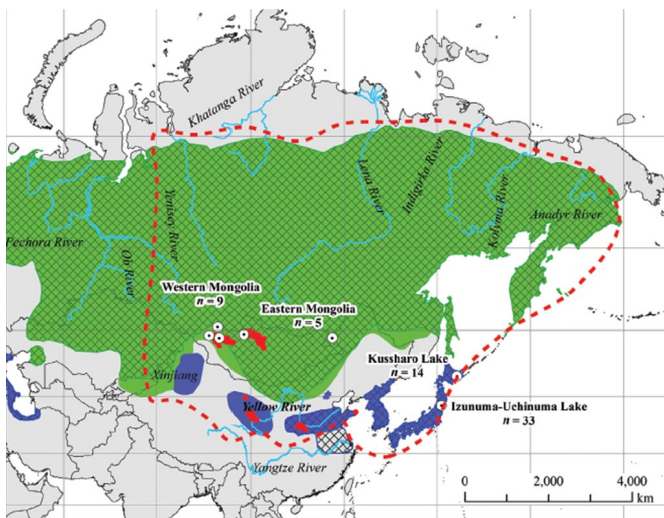 Khatanga River
Pechora River
Ob River
Yenisey River
Lena River
Indigirka River
Kolyma River
Anadyr River
Western Mongolia
n = 9
Eastern Mongolia
n = 5
Kussharo Lake
n = 14
Xinjiang
Yellow River
Izunuma-Uchinuma Lake
n = 33
Yangtze River
0 2,000 4,000
km